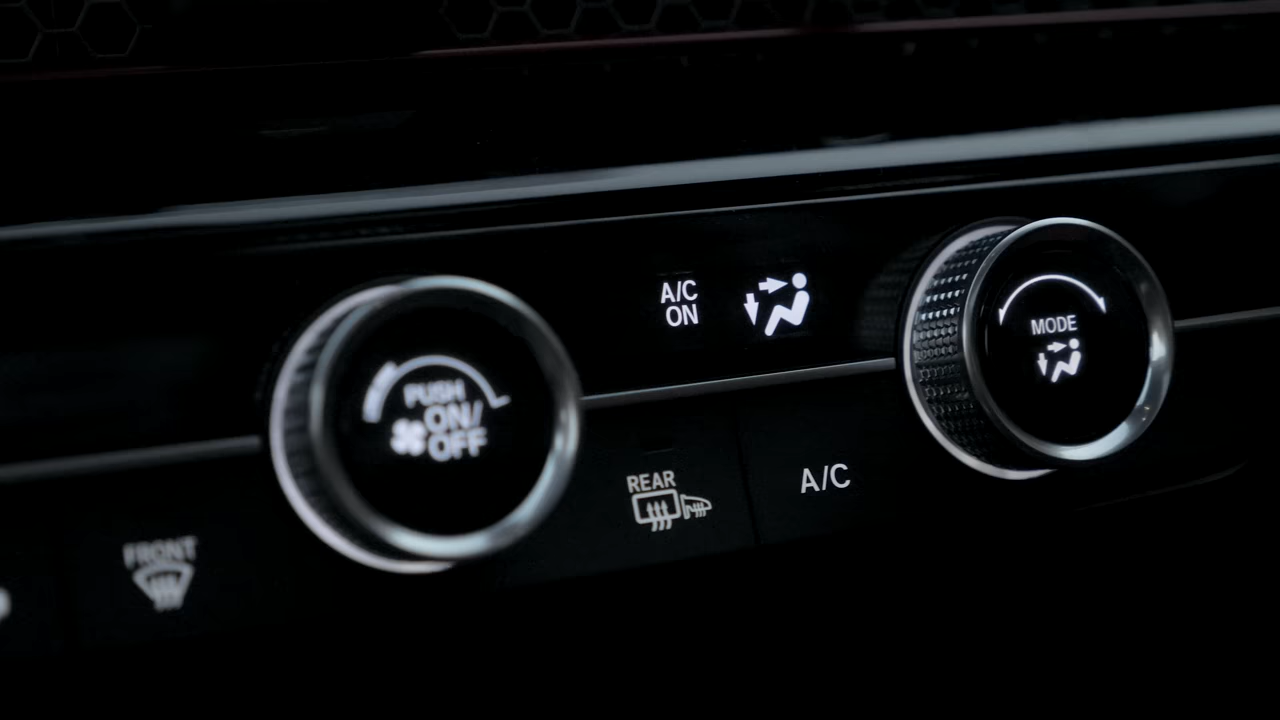 A/C
ON
MODE
PUSH
ON/
OFF
REAR
A/C
FRONT